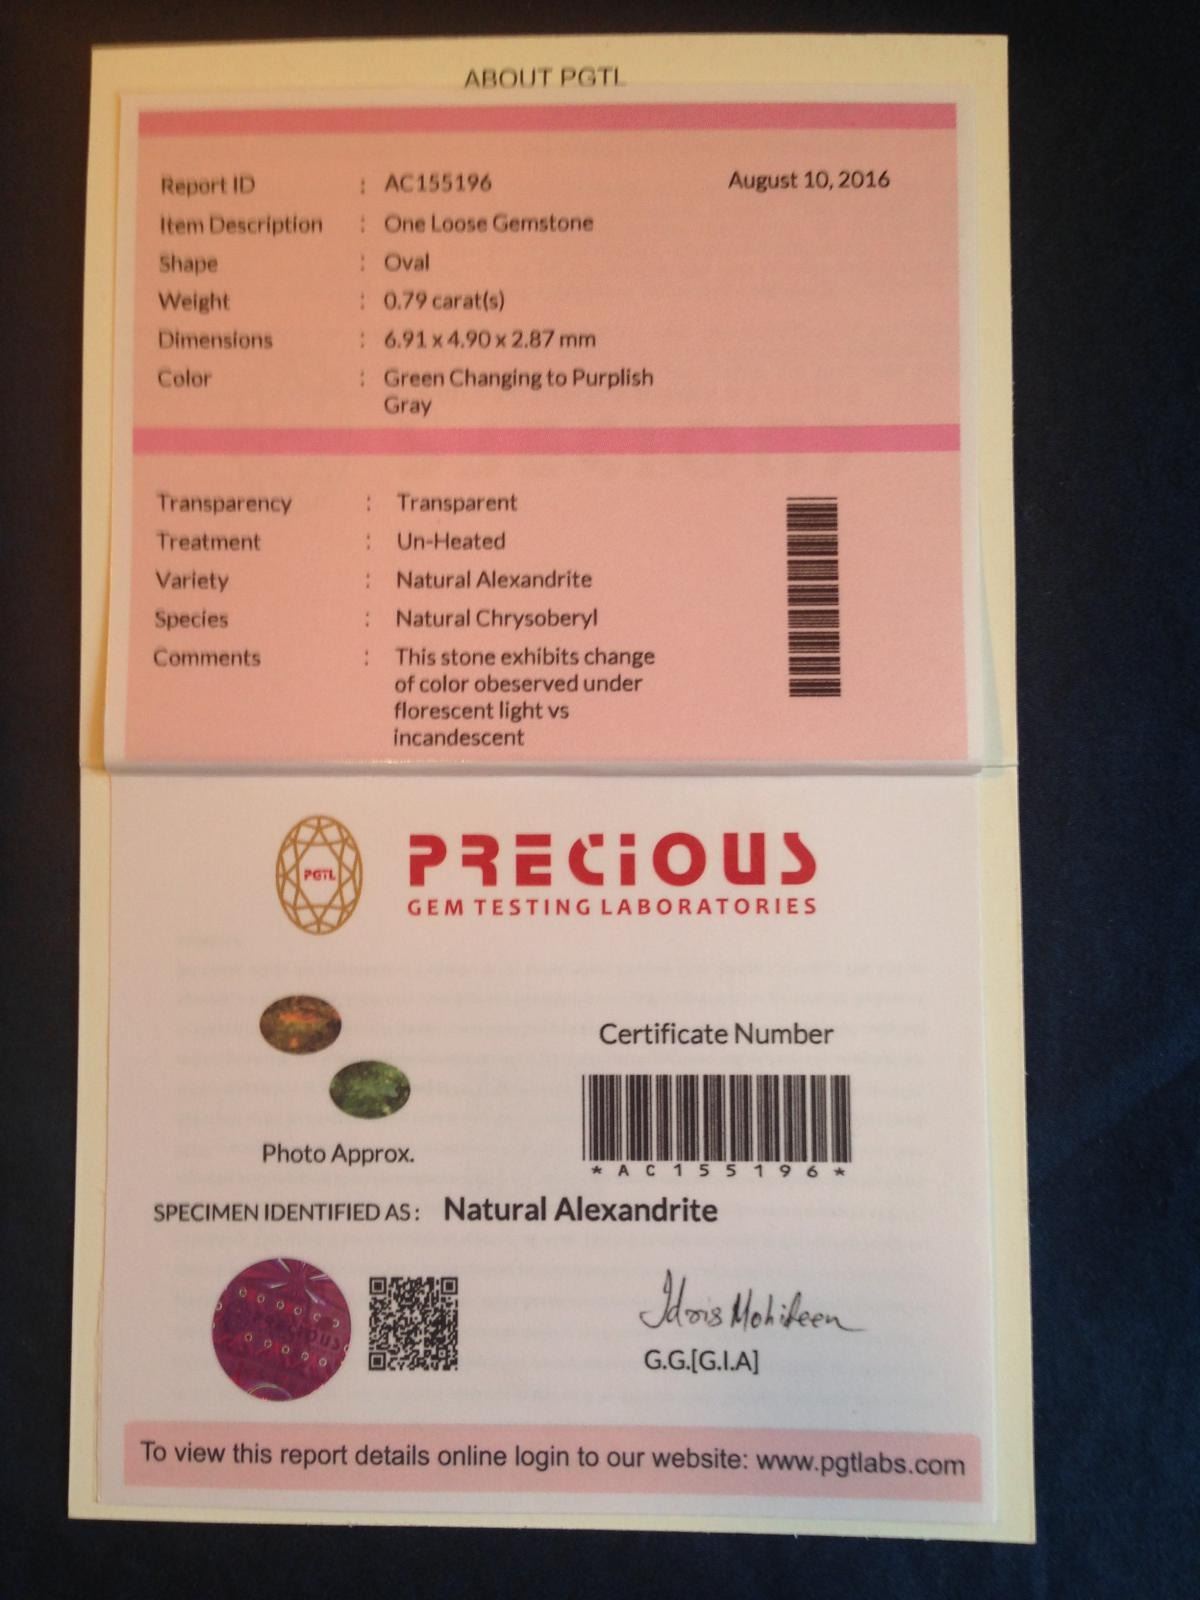 ABOUT PGTL
Report ID : AC155196 August 10, 2016
Item Description : One Loose Gemstone
Shape : Oval
Weight : 0.79 carat(s)
Dimensions : 6.91 x 4.90 x 2.87 mm
Color : Green Changing to Purplish
Gray
Transparency : Transparent
Treatment : Un-Heated
Variety : Natural Alexandrite
Species : Natural Chrysoberyl
Comments : This stone exhibits change
of color obeserved under
florescent light vs
incandescent
PGTL
PRECIOUS
GEM TESTING LABORATORIES
Certificate Number
*AC155196*
Photo Approx.
SPECIMEN IDENTIFIED AS : Natural Alexandrite
PRECIOUS
Idris Mohideen
G.G.[G.I.A]
To view this report details online login to our website: www.pgtlabs.com